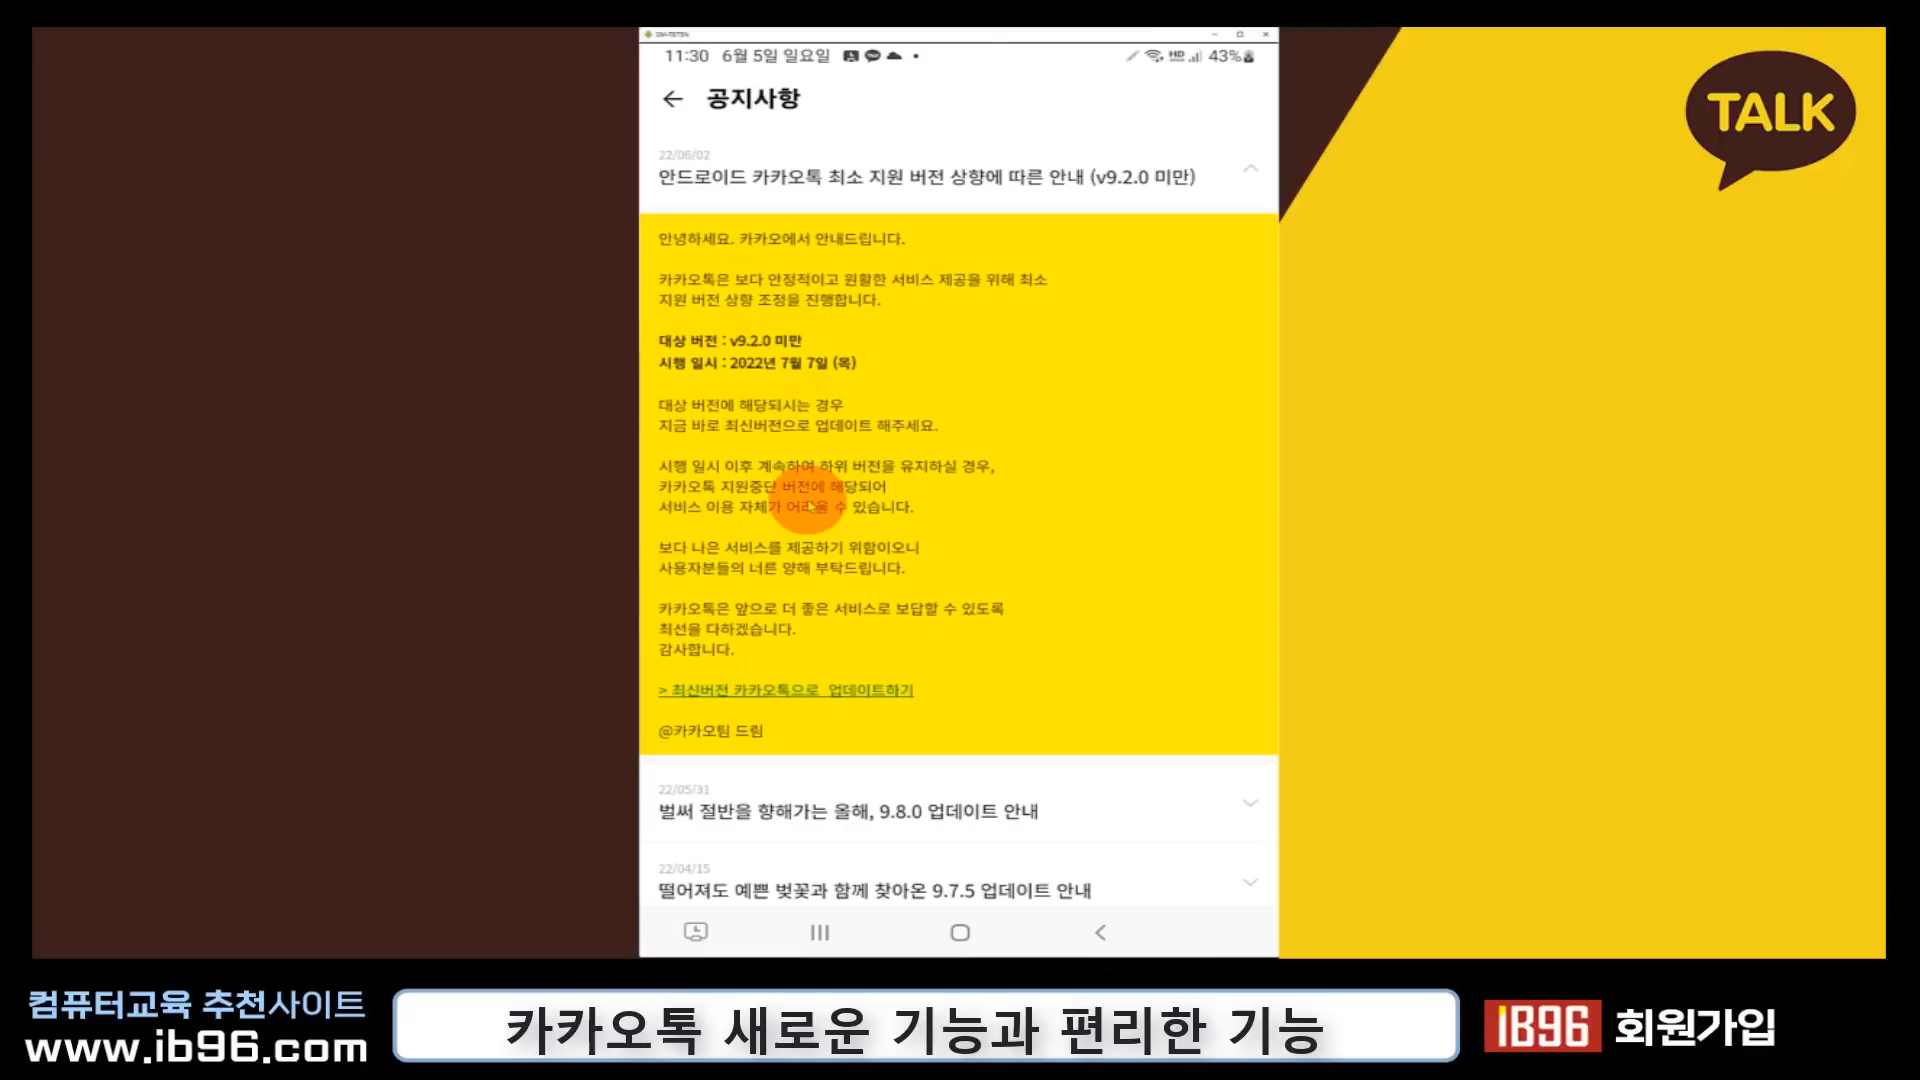 SM-T875N
11:30 6월 5일 일요일
HD 43%
공지사항
TALK
22/06/02
안드로이드 카카오톡 최소 지원 버전 상향에 따른 안내 (v9.2.0 미만)
안녕하세요. 카카오에서 안내드립니다.
카카오톡은 보다 안정적이고 원활한 서비스 제공을 위해 최소
지원 버전 상향 조정을 진행합니다.
대상 버전 : v9.2.0 미만
시행 일시 : 2022년 7월 7일 (목)
대상 버전에 해당되시는 경우
지금 바로 최신버전으로 업데이트 해주세요.
시행 일시 이후 계속하여 하위 버전을 유지하실 경우,
카카오톡 지원중단 버전에 해당되어
서비스 이용 자체가 어려울 수 있습니다.
보다 나은 서비스를 제공하기 위함이오니
사용자분들의 너른 양해 부탁드립니다.
카카오톡은 앞으로 더 좋은 서비스로 보답할 수 있도록
최선을 다하겠습니다.
감사합니다.
> 최신버전 카카오톡으로 업데이트하기
@카카오팀 드림
22/05/31
벌써 절반을 향해가는 올해, 9.8.0 업데이트 안내
22/04/15
떨어져도 예쁜 벚꽃과 함께 찾아온 9.7.5 업데이트 안내
컴퓨터교육 추천사이트
www.ib96.com
카카오톡 새로운 기능과 편리한 기능
IB96 회원가입